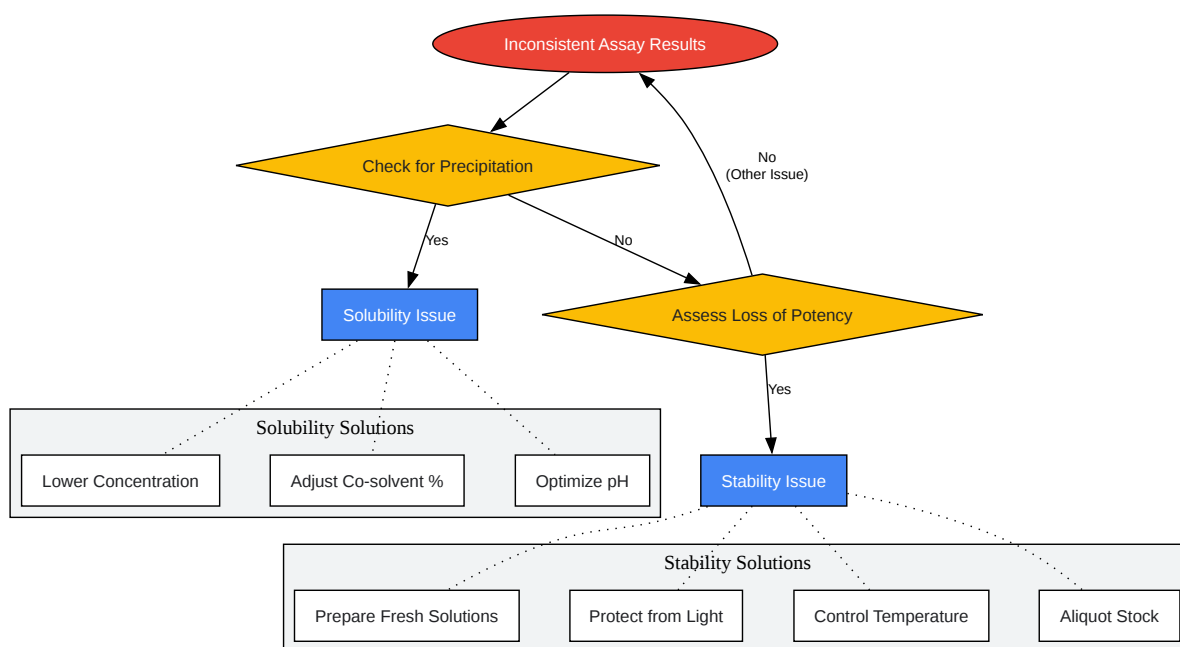 Inconsistent Assay Results
Check for Precipitation
No
(Other Issue)
Yes
No
Solubility Issue
Assess Loss of Potency
Yes
Solubility Solutions
Lower Concentration
Adjust Co-solvent %
Optimize pH
Stability Issue
Stability Solutions
Prepare Fresh Solutions
Protect from Light
Control Temperature
Aliquot Stock